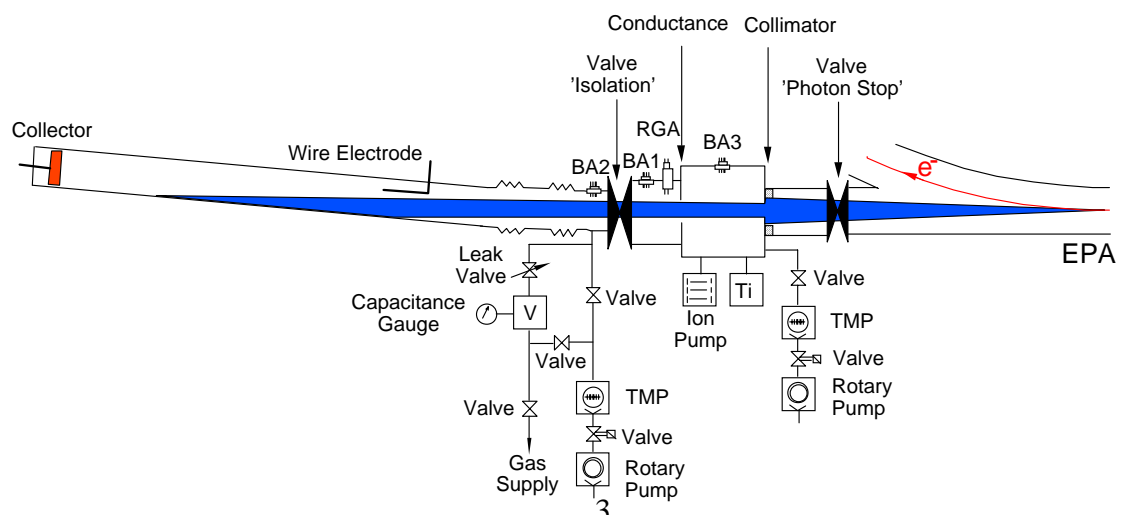 Conductance
Collimator
Valve
'Isolation'
Valve
'Photon Stop'
Collector
Wire Electrode
BA2
BA1
RGA
BA3
e-
EPA
Leak
Valve
Capacitance
Gauge
V
Valve
Valve
Valve
Ion
Pump
Ti
Valve
TMP
Valve
Rotary
Pump
TMP
Valve
Rotary
Pump
Gas
Supply
3